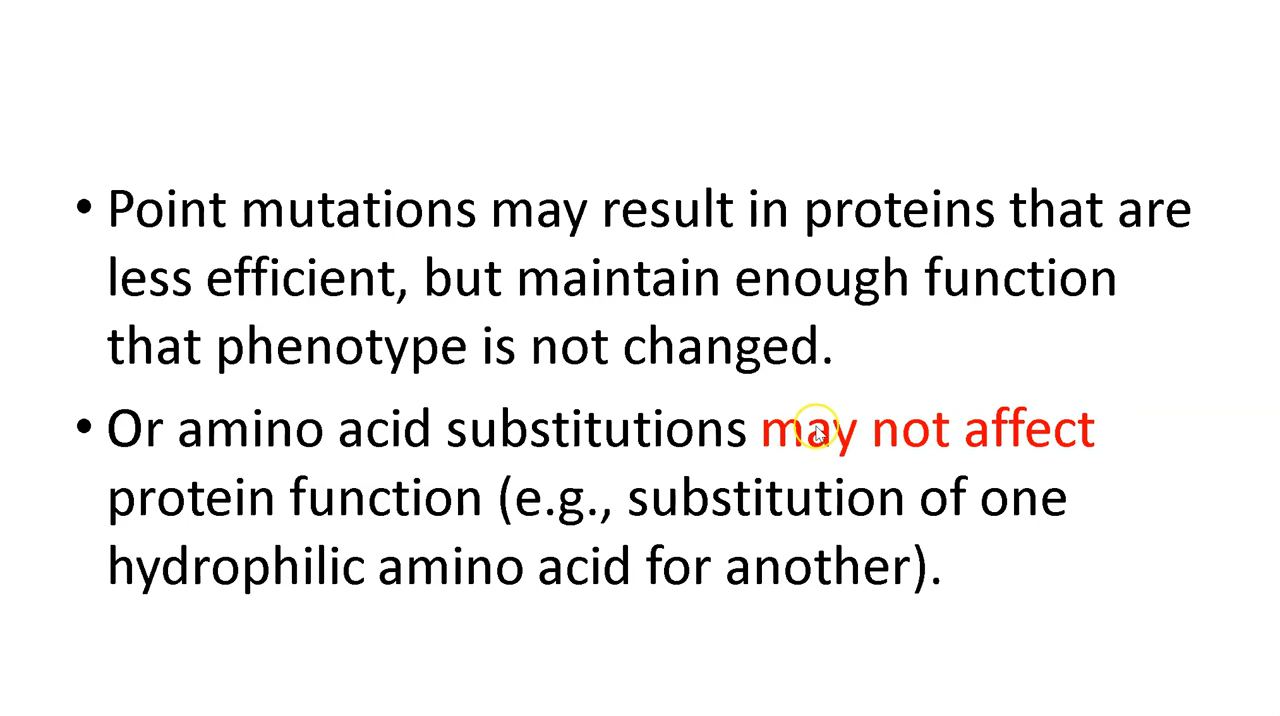 • Point mutations may result in proteins that are
less efficient, but maintain enough function
that phenotype is not changed.
• Or amino acid substitutions may not affect
protein function (e.g., substitution of one
hydrophilic amino acid for another).